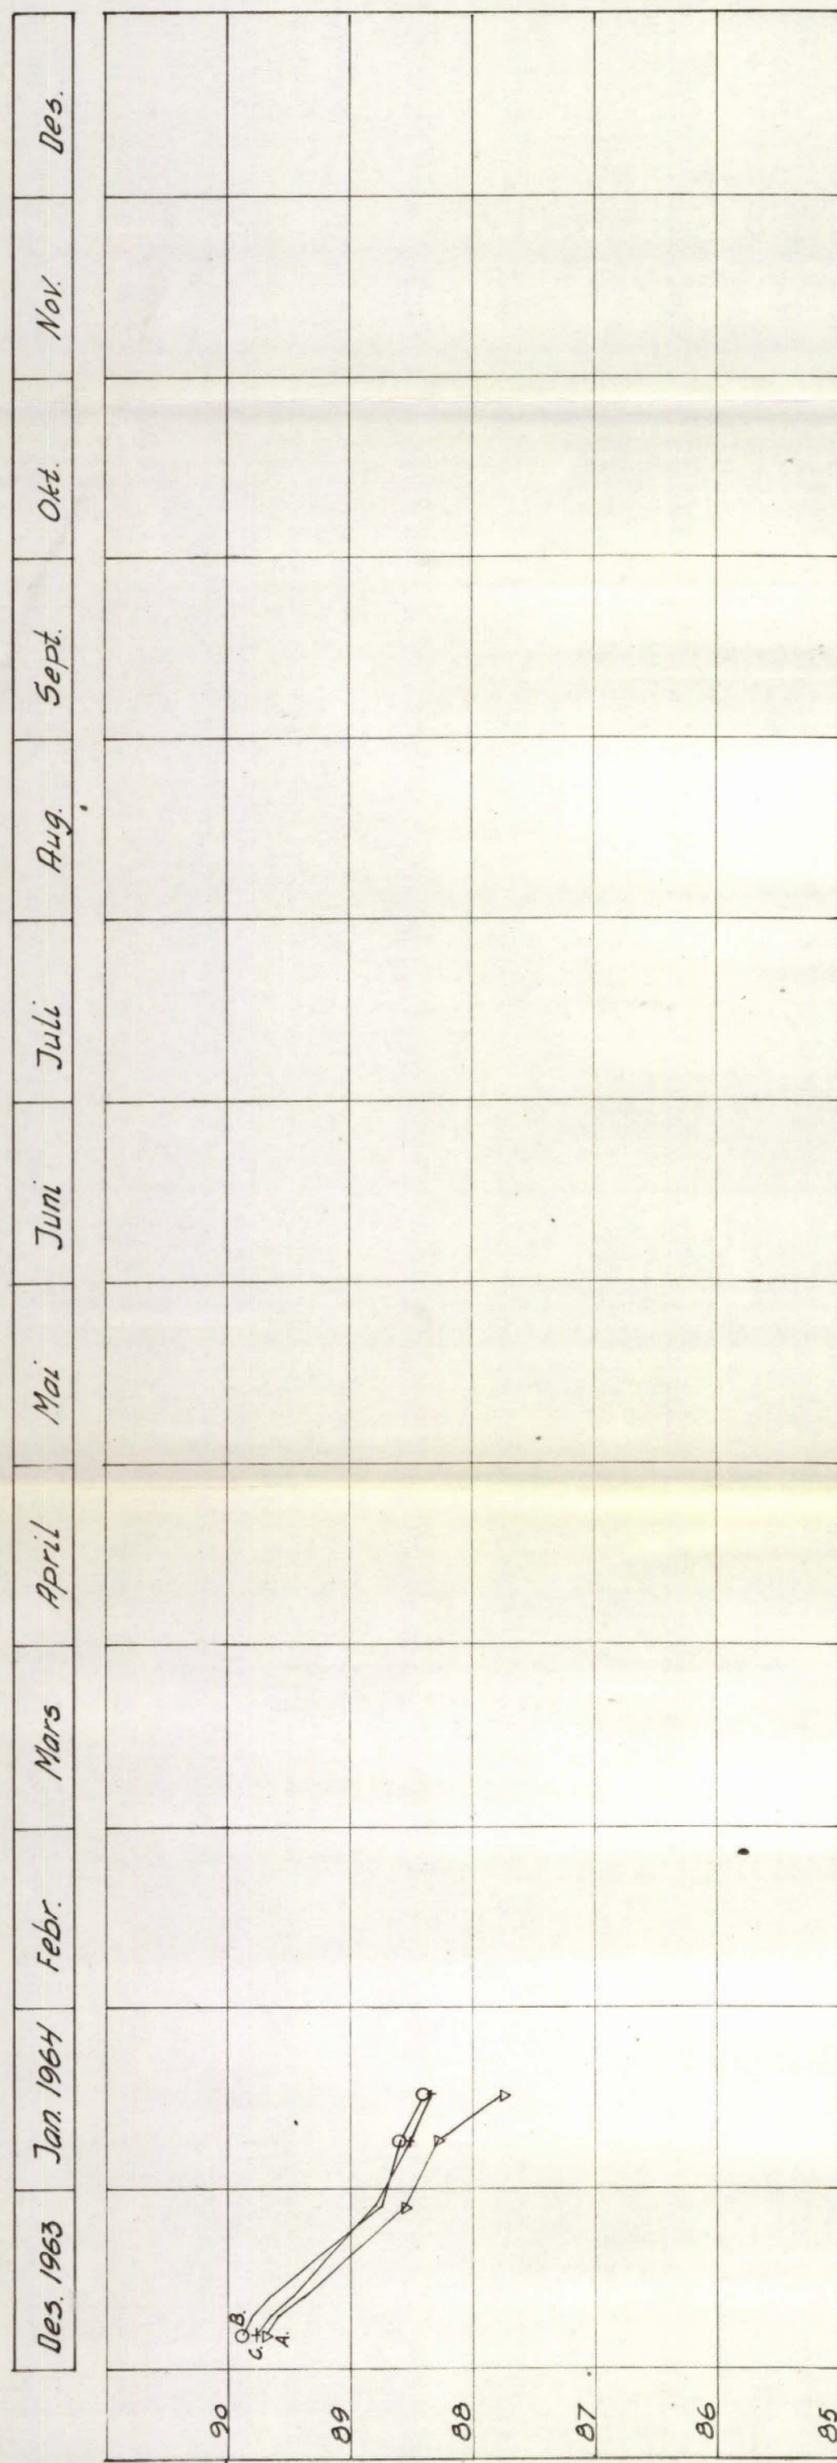 Des. 1963 Jan. 1964 Febr. Mars April Mai Juni Juli Aug. Sept. Okt. Nov. Des.
90
89
88
87
86
85
B.
C.
A.